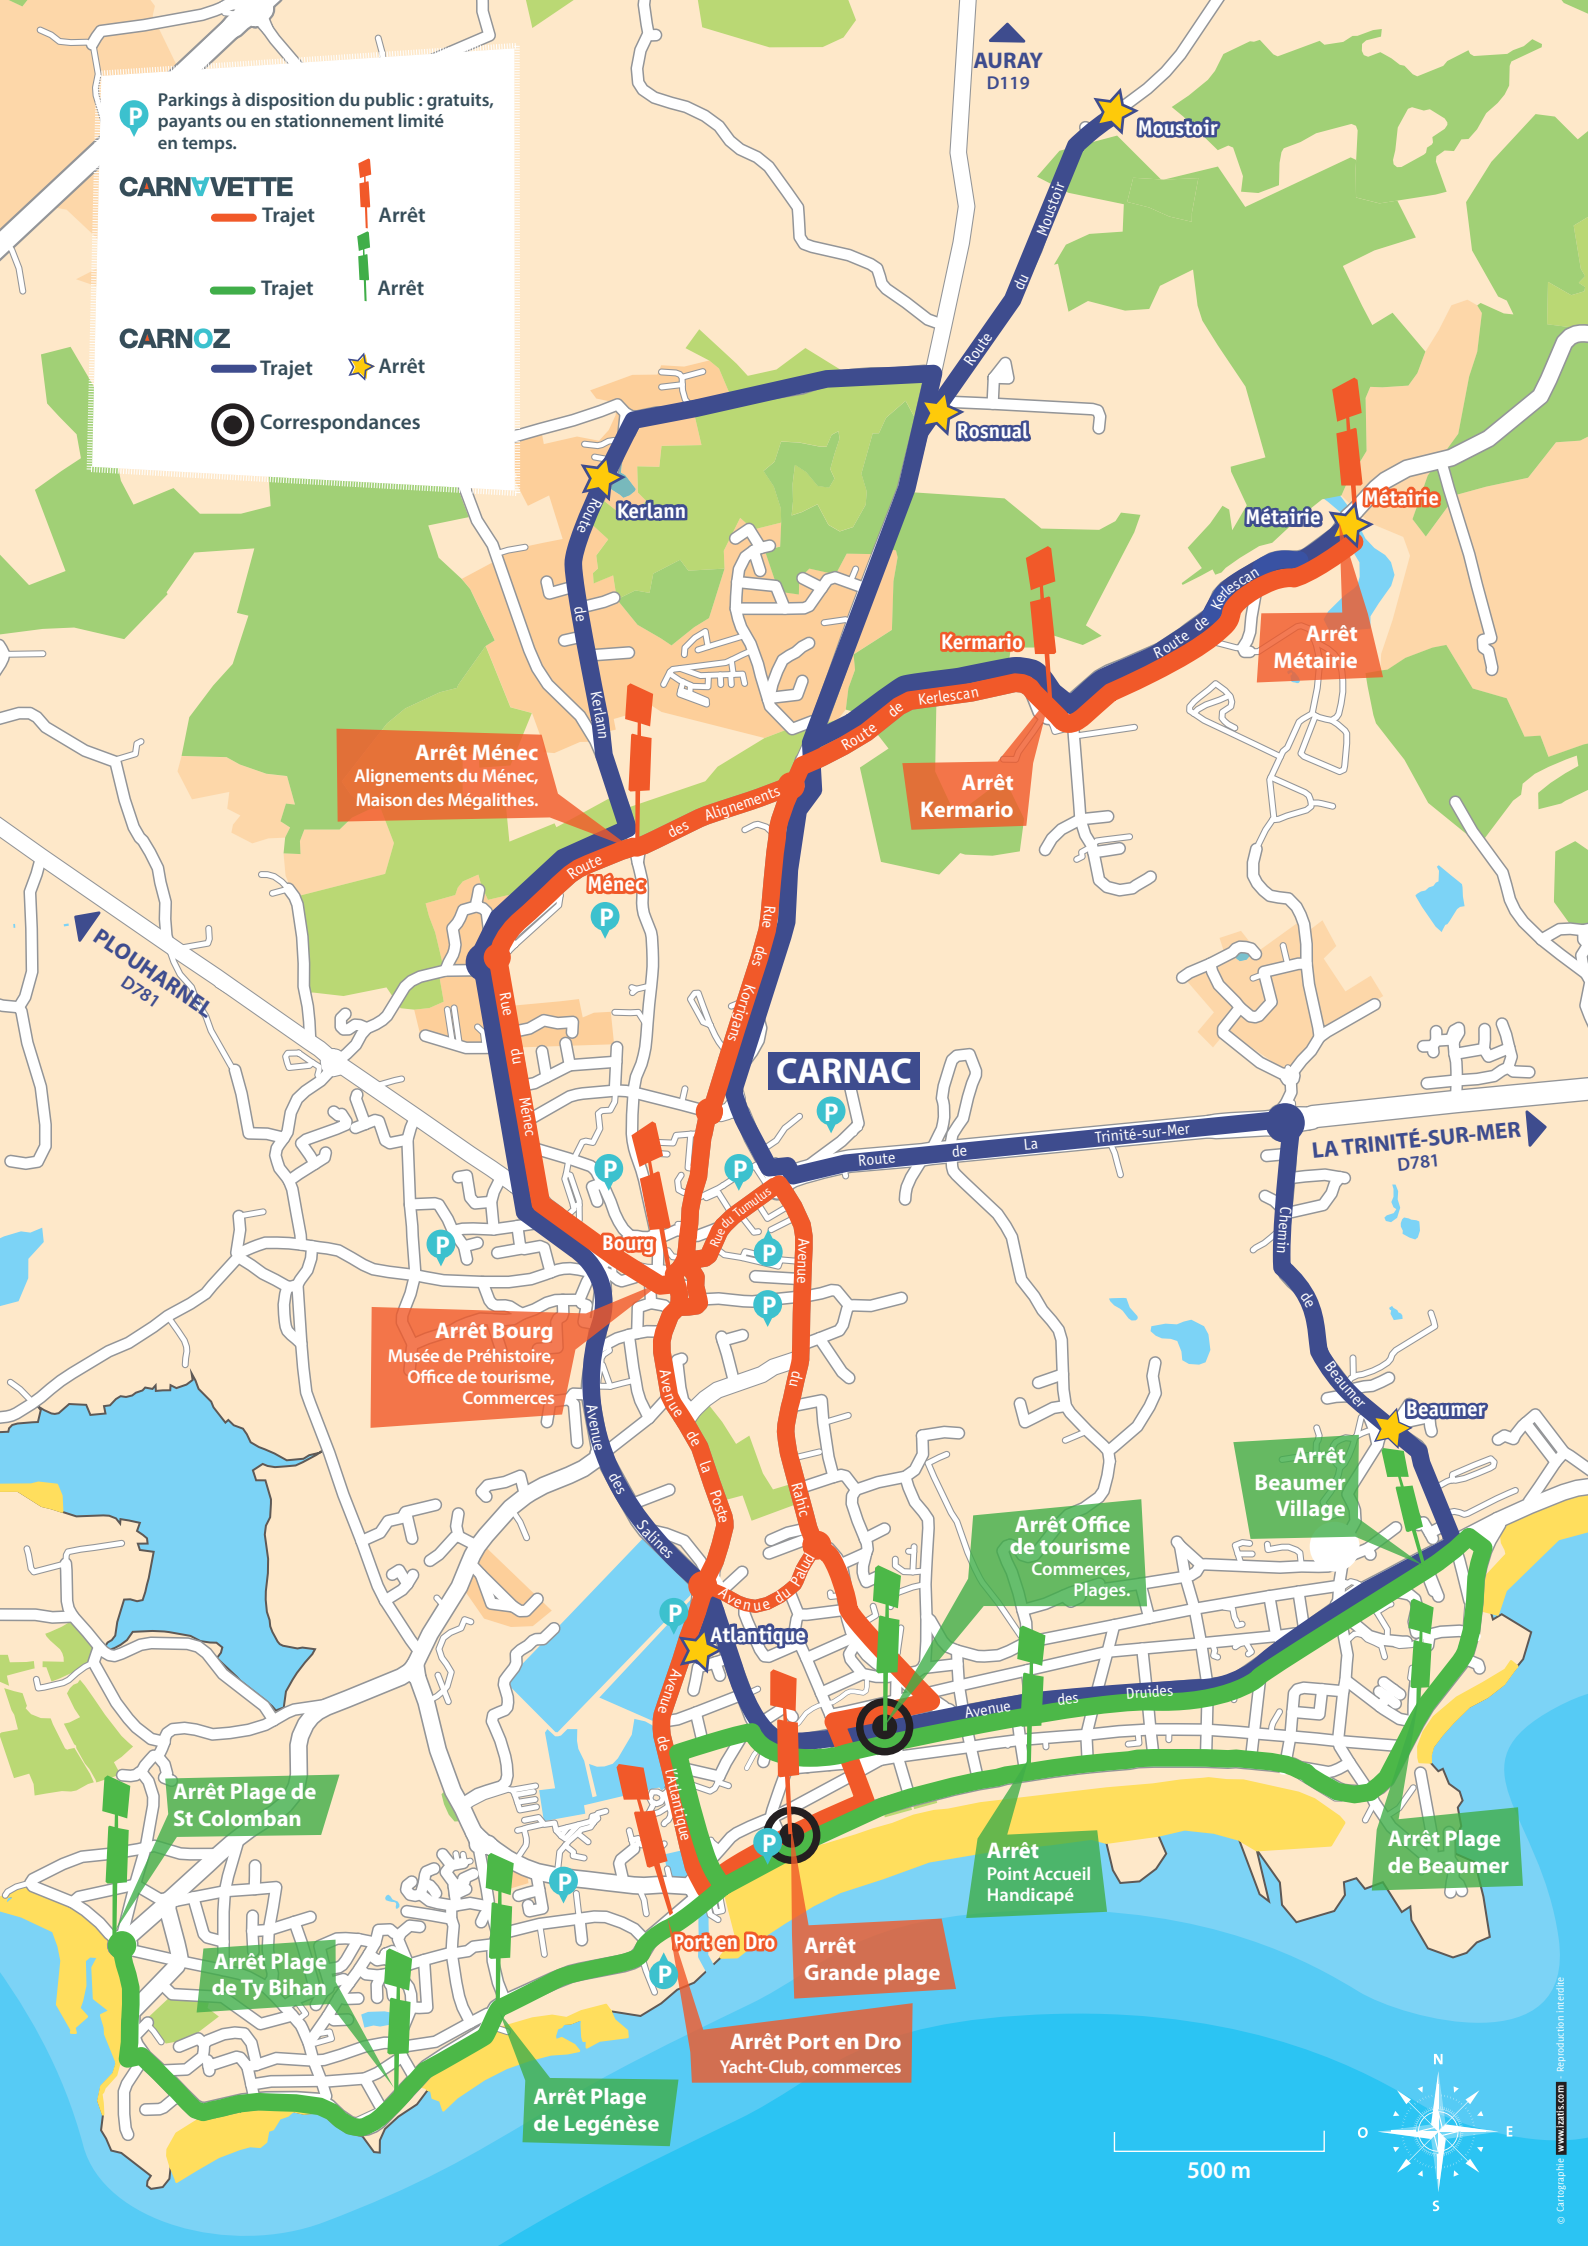 Parkings à disposition du public : gratuits,
payants ou en stationnement limité
en temps.
CARNAVETTE
Trajet
Arrêt
Trajet
Arrêt
CARNOZ
Trajet
Arrêt
Correspondances
AURAY
D119
Moustoir
Route du Moustoir
Rosnual
Kerlann
Route de Kerlann
Métairie
Métairie
Arrêt
Métairie
Kermario
Route de Kerlescan
Route de Kerlescan
Arrêt
Kermario
Arrêt Ménec
Alignements du Ménec,
Maison des Mégalithes.
Route des Alignements
Ménec
P
PLOUHARNEL
D781
Rue du Ménec
Rue des Korrigans
CARNAC
P
Route de La Trinité-sur-Mer
LA TRINITÉ-SUR-MER
D781
P
P
P
P
P
Bourg
Rue du Tumulus
Avenue du Rahic
Chemin de Beaumer
Arrêt Bourg
Musée de Préhistoire,
Office de tourisme,
Commerces
Avenue de la Poste
Avenue des Salines
Beaumer
Arrêt
Beaumer
Village
Arrêt Office
de tourisme
Commerces,
Plages.
Avenue du Palud
P
Atlantique
Avenue de l'Atlantique
Avenue des Druides
Arrêt Plage de
St Colomban
P
P
Arrêt
Point Accueil
Handicapé
Arrêt Plage
de Beaumer
Port en Dro
P
Arrêt
Grande plage
Arrêt Plage
de Ty Bihan
Arrêt Port en Dro
Yacht-Club, commerces
Arrêt Plage
de Legénèse
500 m
N
O
E
S
© Cartographie www.izatis.com - Reproduction interdite